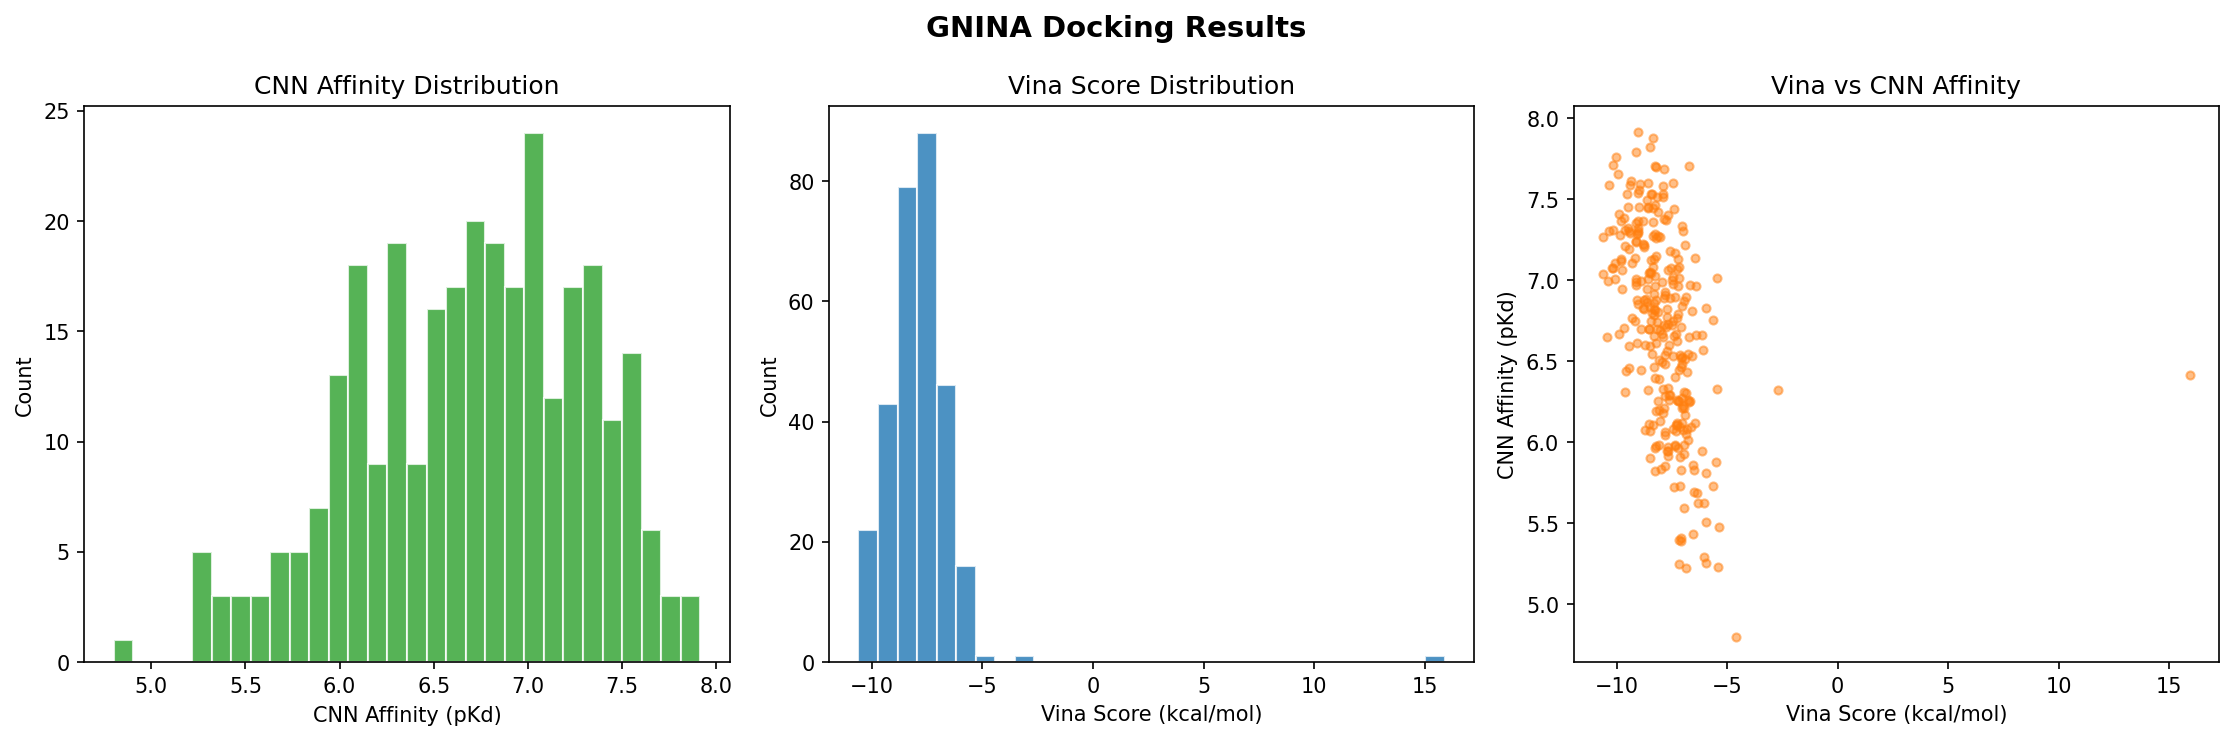 GNINA Docking Results
CNN Affinity Distribution
25
20
15
10
5
0
Count
5.0 5.5 6.0 6.5 7.0 7.5 8.0
CNN Affinity (pKd)
Vina Score Distribution
80
60
40
20
0
Count
−10 −5 0 5 10 15
Vina Score (kcal/mol)
Vina vs CNN Affinity
8.0
7.5
7.0
6.5
6.0
5.5
5.0
CNN Affinity (pKd)
−10 −5 0 5 10 15
Vina Score (kcal/mol)